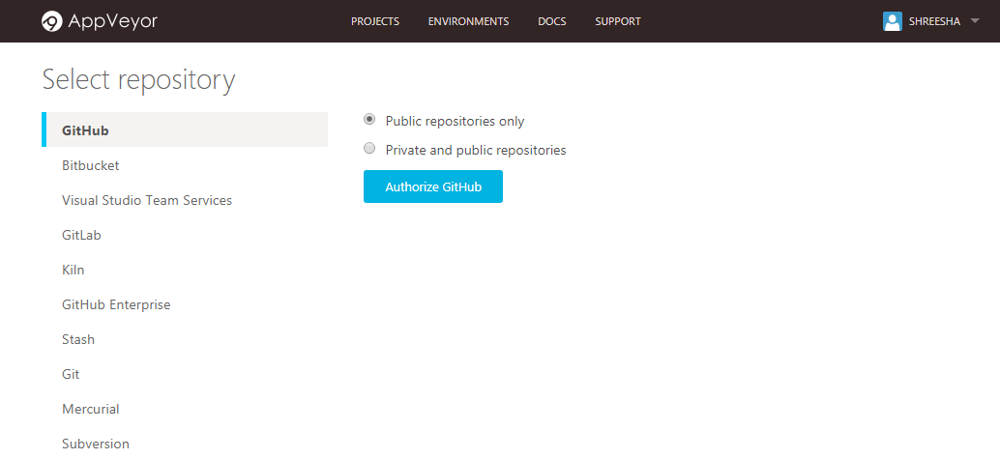 AppVeyor PROJECTS ENVIRONMENTS DOCS SUPPORT SHREESHA
Select repository
GitHub
Bitbucket
Visual Studio Team Services
GitLab
Kiln
GitHub Enterprise
Stash
Git
Mercurial
Subversion
Public repositories only
Private and public repositories
Authorize GitHub